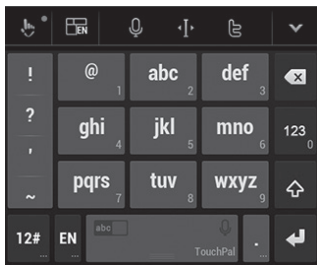 EN
! @ 1 abc 2 def 3
? ghi 4 jkl 5 mno 6 123 0
' pqrs 7 tuv 8 wxyz 9
~
12# ... EN ... abc TouchPal . ...